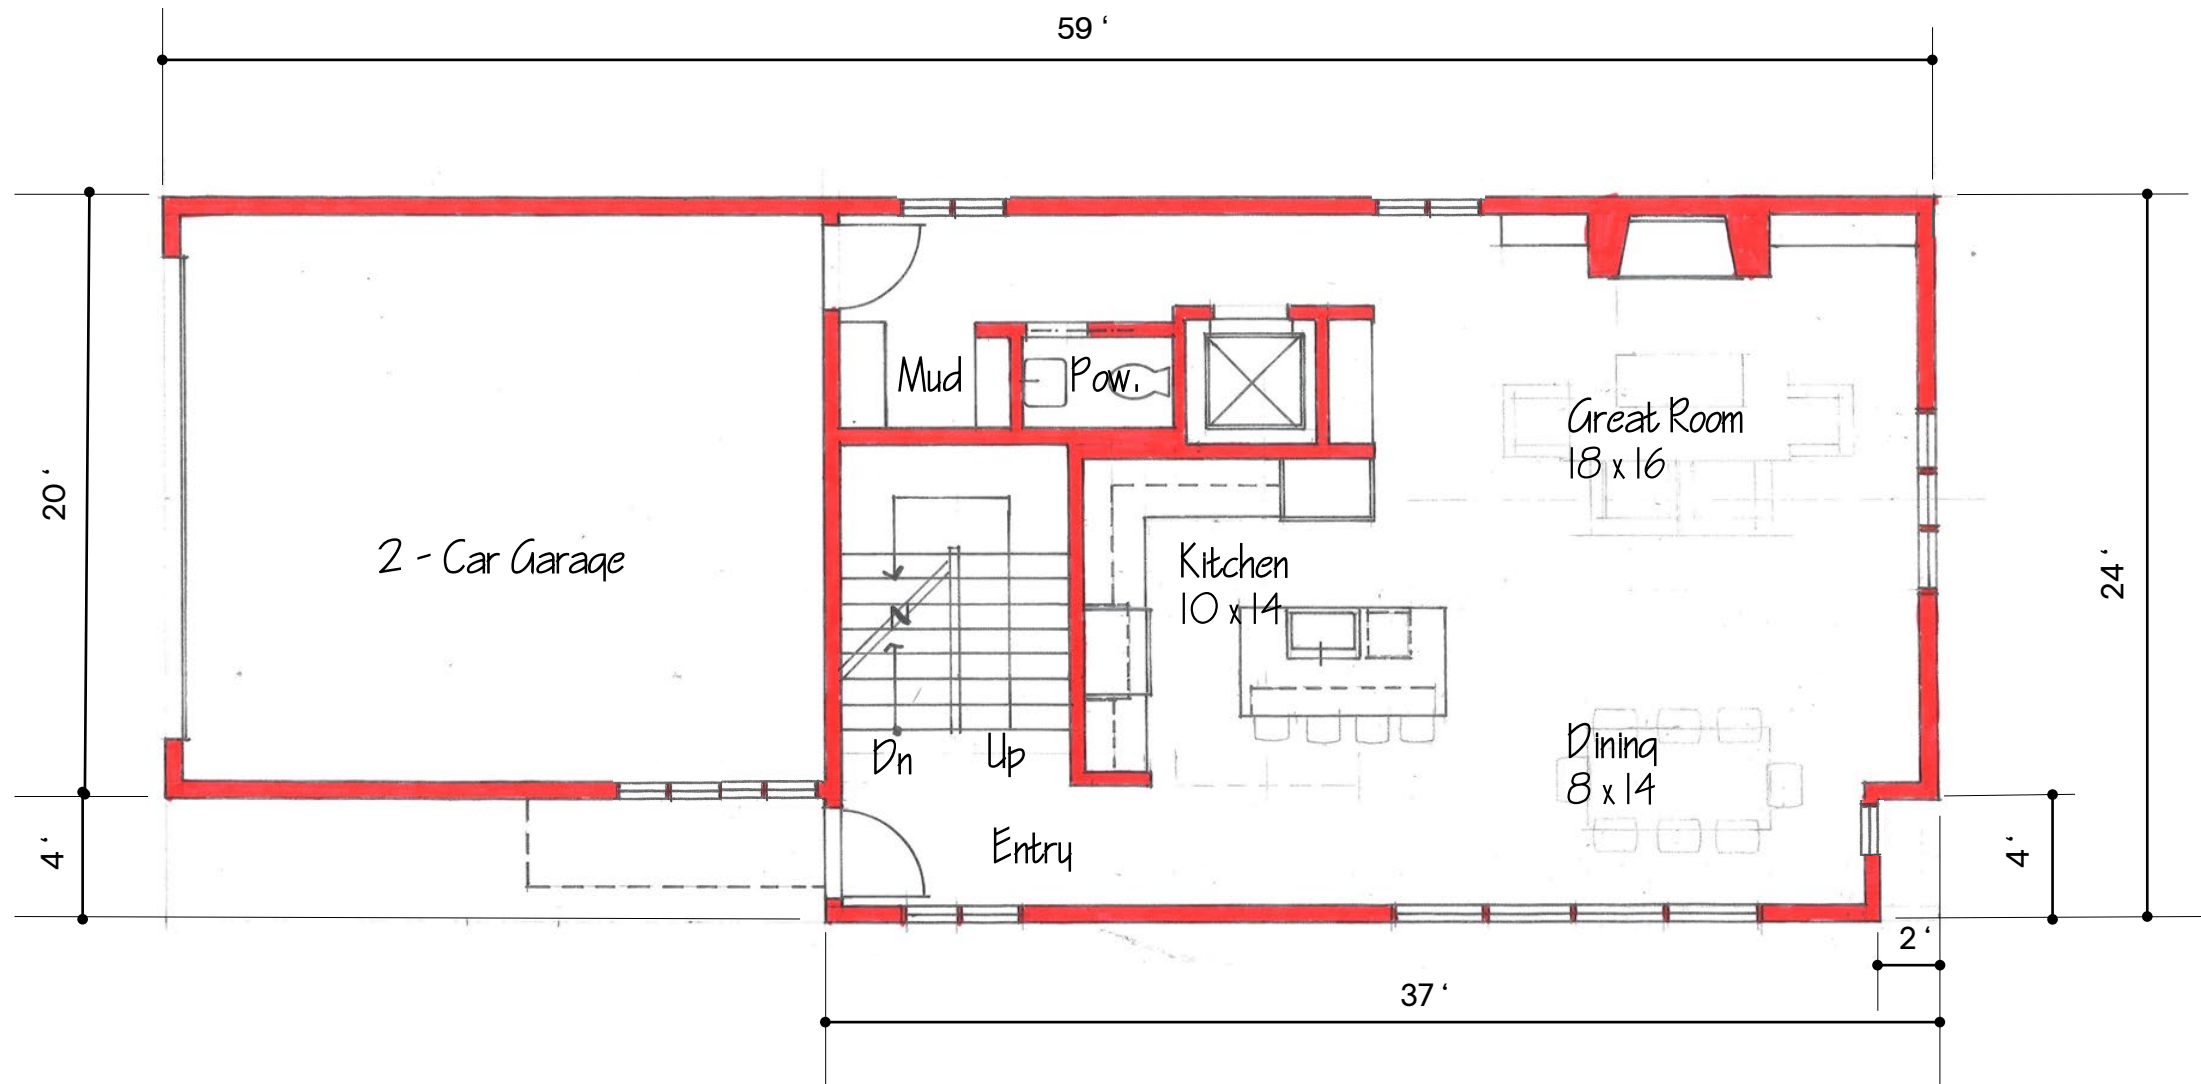 59 ‘
Mud
Pow.
Great Room
18 x 16
20 ‘
2 - Car Garage
Kitchen
10 x 14
24 ‘
Dn
Up
Dining
8 x 14
4 ‘
Entry
4 ‘
2 ‘
37 ‘